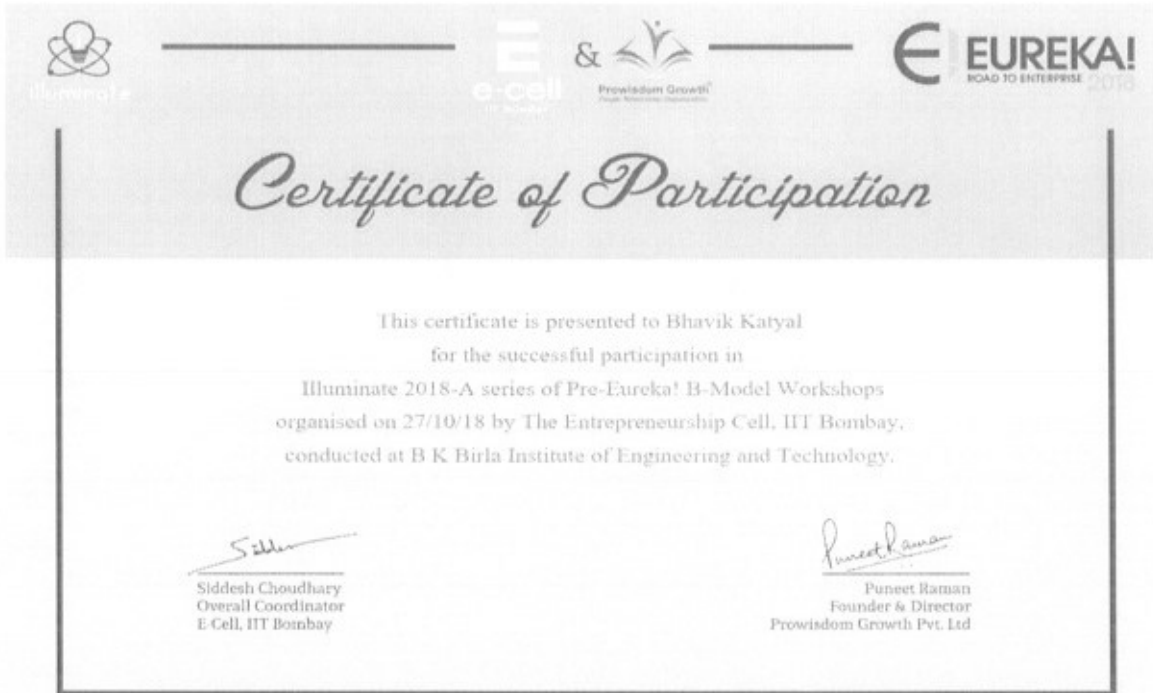 illuminate
e-cell
&
Prowisdom Growth
EUREKA!
ROAD TO ENTERPRISE
2018
Certificate of Participation
This certificate is presented to Bhavik Katyal
for the successful participation in
Illuminate 2018-A series of Pre-Eureka! B-Model Workshops
organised on 27/10/18 by The Entrepreneurship Cell, IIT Bombay,
conducted at B K Birla Institute of Engineering and Technology.
Siddesh Choudhary
Overall Coordinator
E-Cell, IIT Bombay
Puneet Raman
Puneet Raman
Founder & Director
Prowisdom Growth Pvt. Ltd